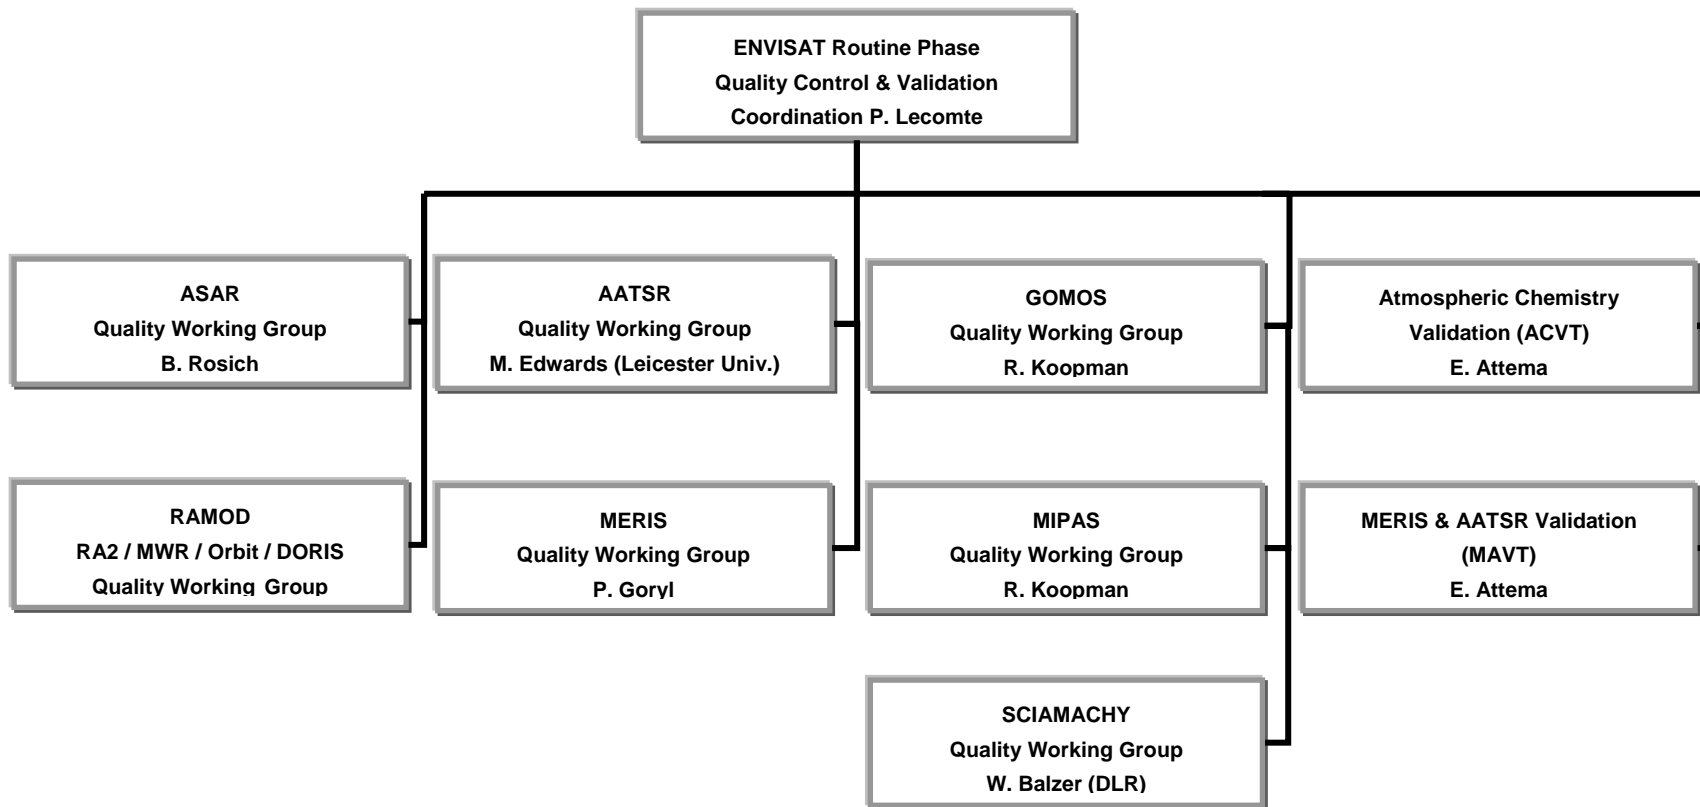 ENVISAT Routine Phase
Quality Control & Validation
Coordination P. Lecomte
ASAR
Quality Working Group
B. Rosich
AATSR
Quality Working Group
M. Edwards (Leicester Univ.)
GOMOS
Quality Working Group
R. Koopman
Atmospheric Chemistry
Validation (ACVT)
E. Attema
RAMOD
RA2 / MWR / Orbit / DORIS
Quality Working Group
MERIS
Quality Working Group
P. Goryl
MIPAS
Quality Working Group
R. Koopman
MERIS & AATSR Validation
(MAVT)
E. Attema
SCIAMACHY
Quality Working Group
W. Balzer (DLR)